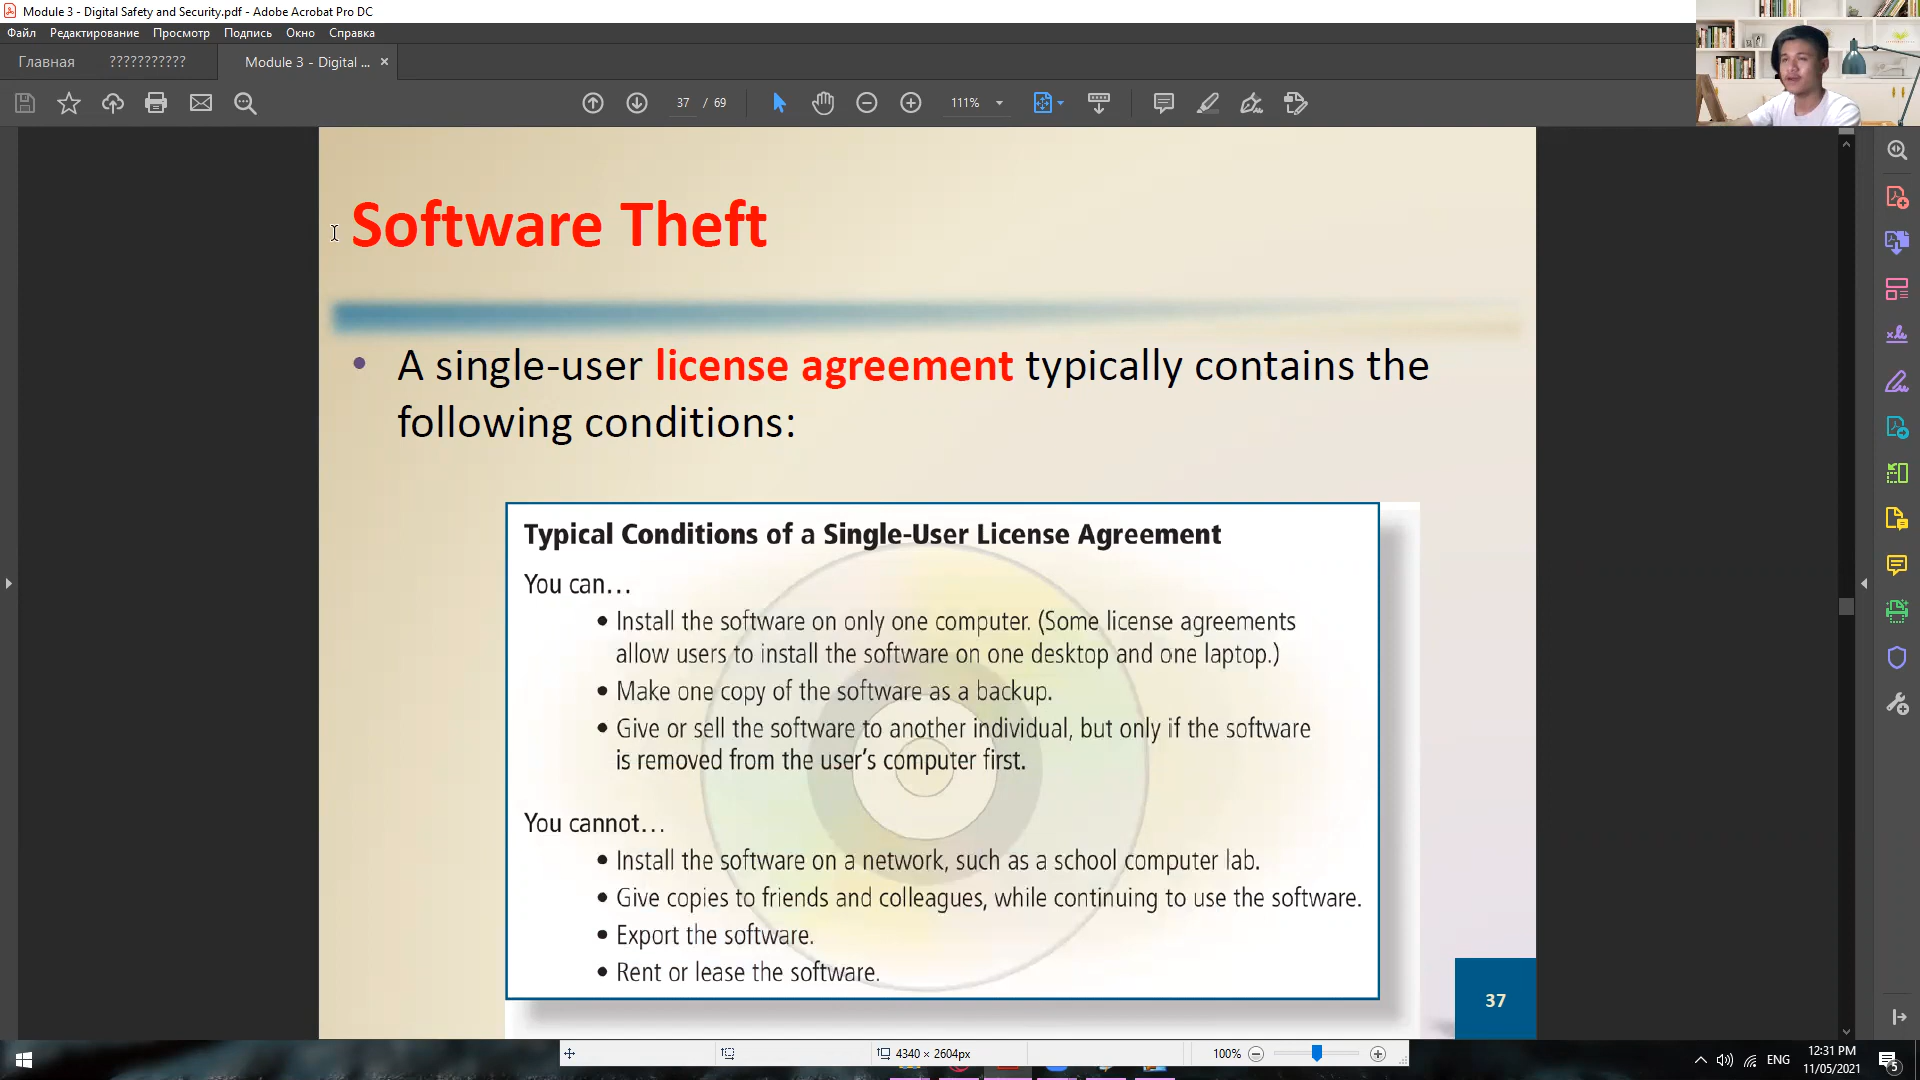 Module 3 - Digital Safety and Security.pdf - Adobe Acrobat Pro DC
Файл Редактирование Просмотр Подпись Окно Справка
Главная ??????????? Module 3 - Digital ... ×
37 / 69 111%
Software Theft
• A single-user license agreement typically contains the
following conditions:
Typical Conditions of a Single-User License Agreement
You can…
• Install the software on only one computer. (Some license agreements
allow users to install the software on one desktop and one laptop.)
• Make one copy of the software as a backup.
• Give or sell the software to another individual, but only if the software
is removed from the user’s computer first.
You cannot…
• Install the software on a network, such as a school computer lab.
• Give copies to friends and colleagues, while continuing to use the software.
• Export the software.
• Rent or lease the software.
37
4340 × 2604px 100%
ENG 12:31 PM 5
11/05/2021